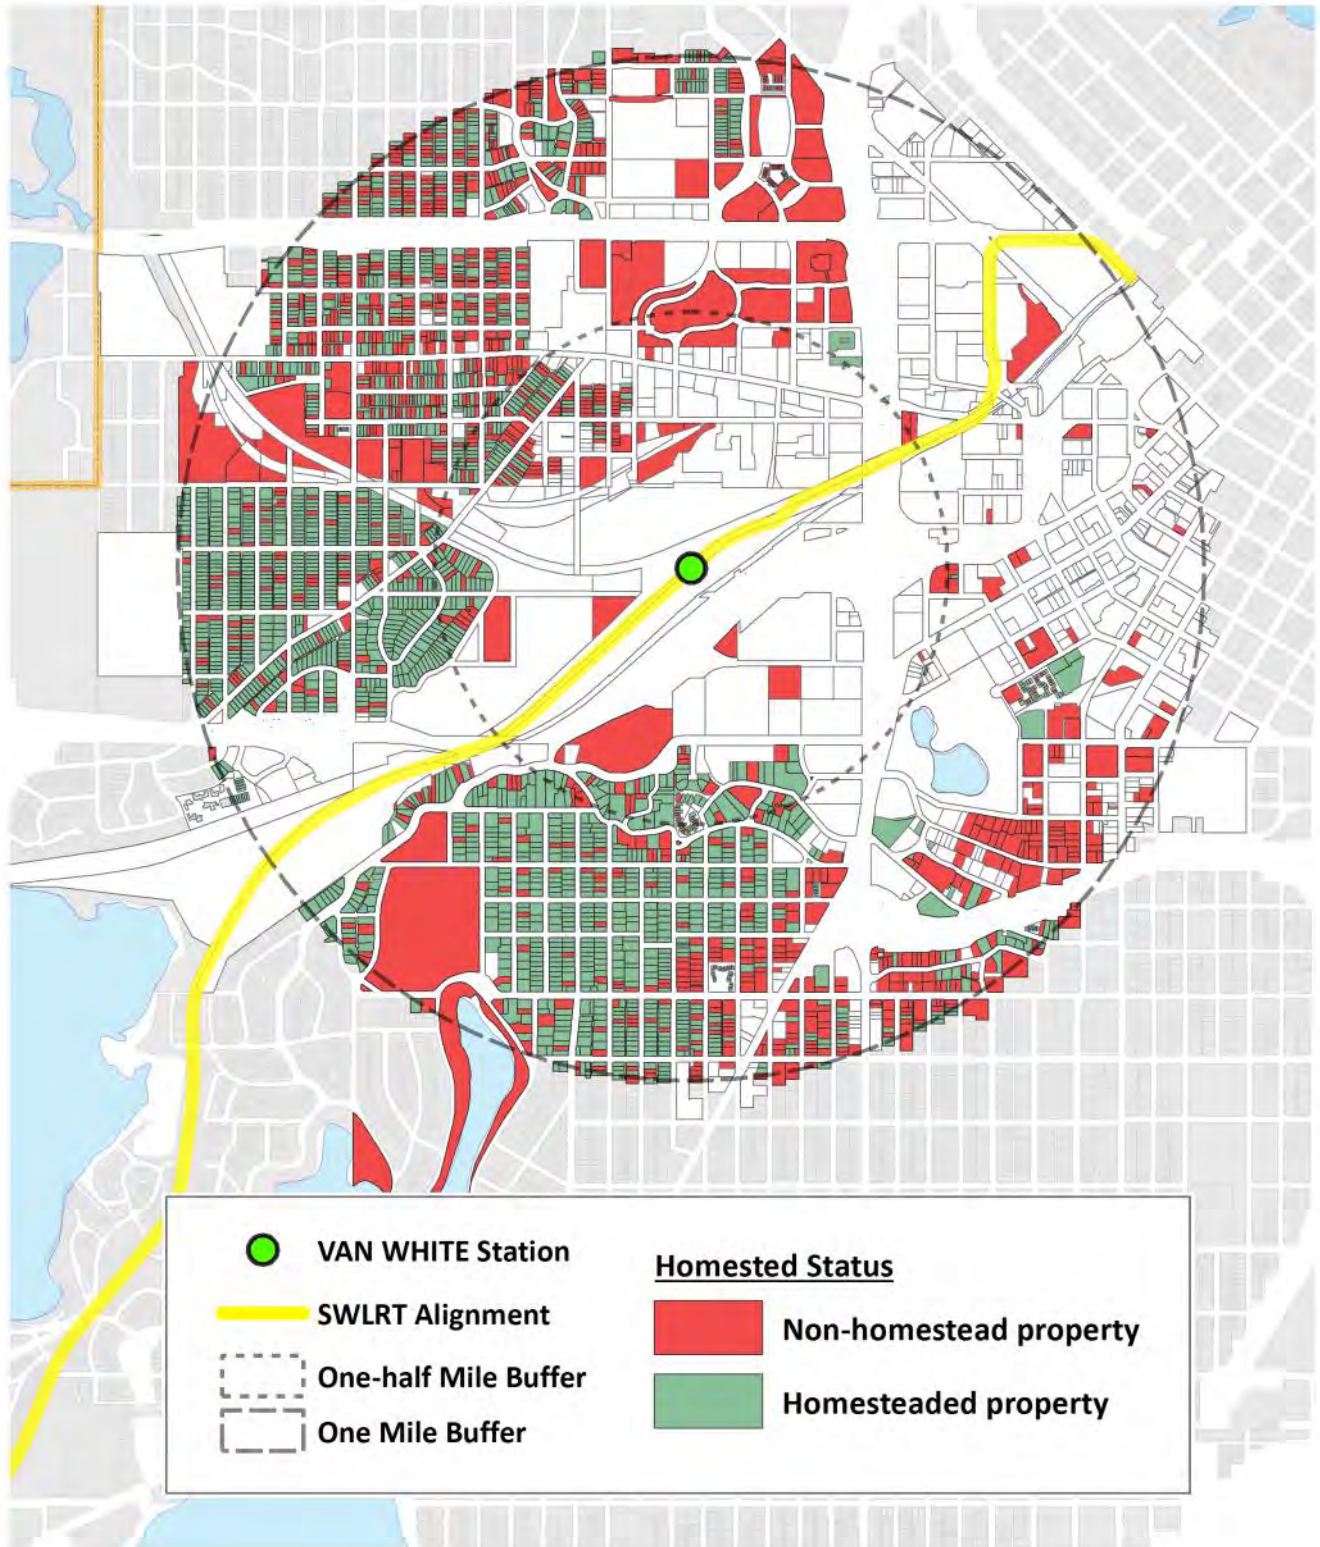 VAN WHITE Station
SWLRT Alignment
One-half Mile Buffer
One Mile Buffer
Homested Status
Non-homestead property
Homesteaded property